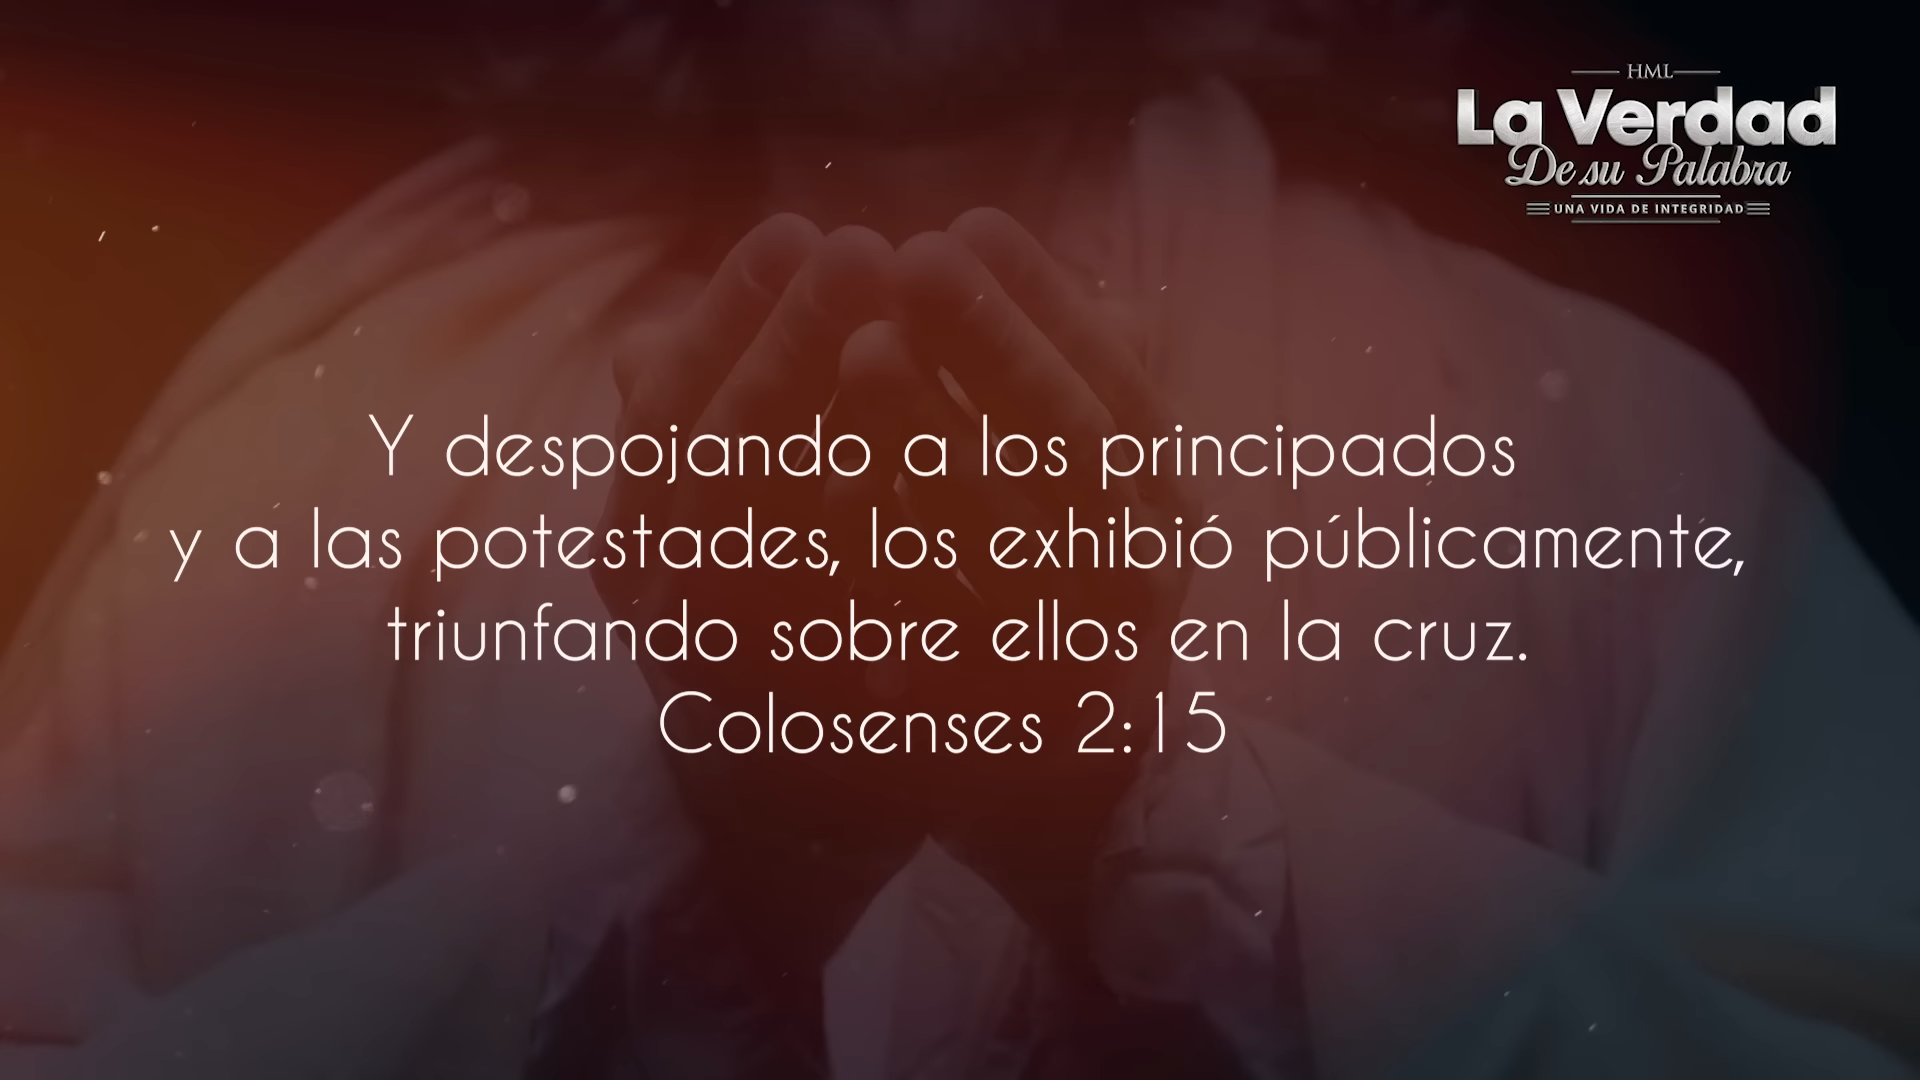 HML
La Verdad
De su Palabra
UNA VIDA DE INTEGRIDAD
Y despojando a los principados
y a las potestades, los exhibió públicamente,
triunfando sobre ellos en la cruz.
Colosenses 2:15